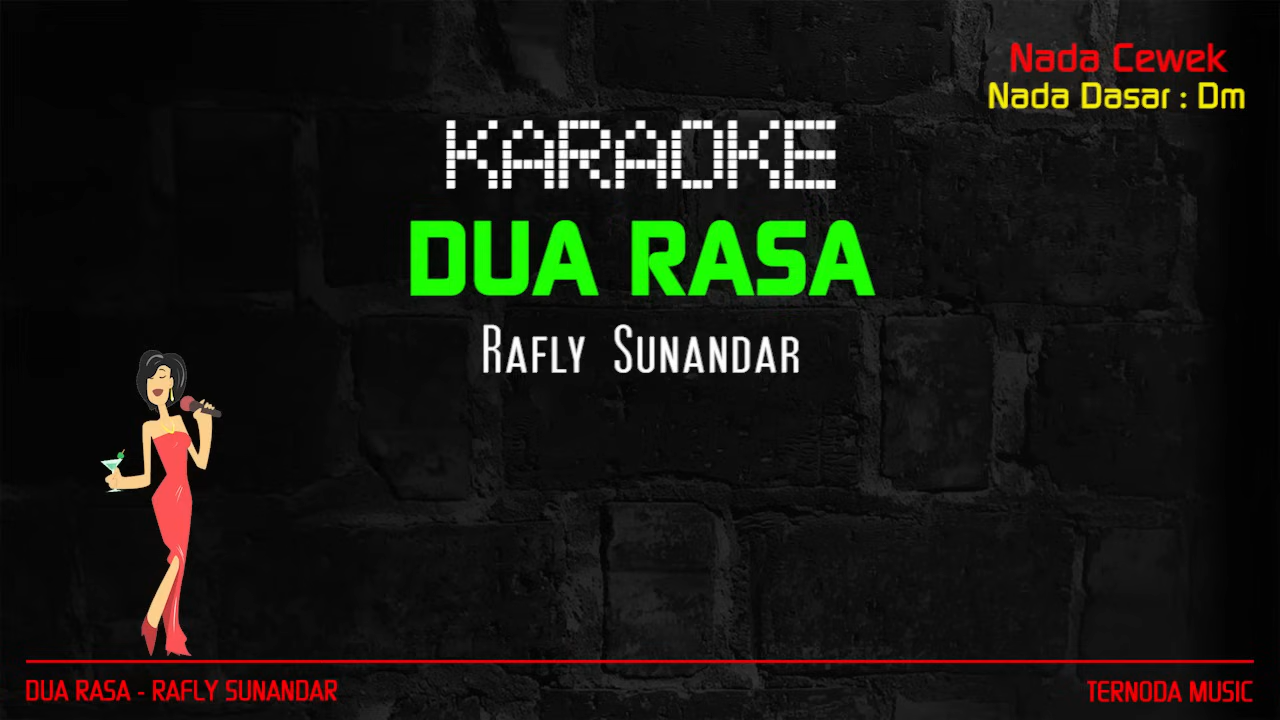 Nada Cewek
Nada Dasar : Dm
KARAOKE
DUA RASA
RAFLY SUNANDAR
DUA RASA - RAFLY SUNANDAR
TERNODA MUSIC